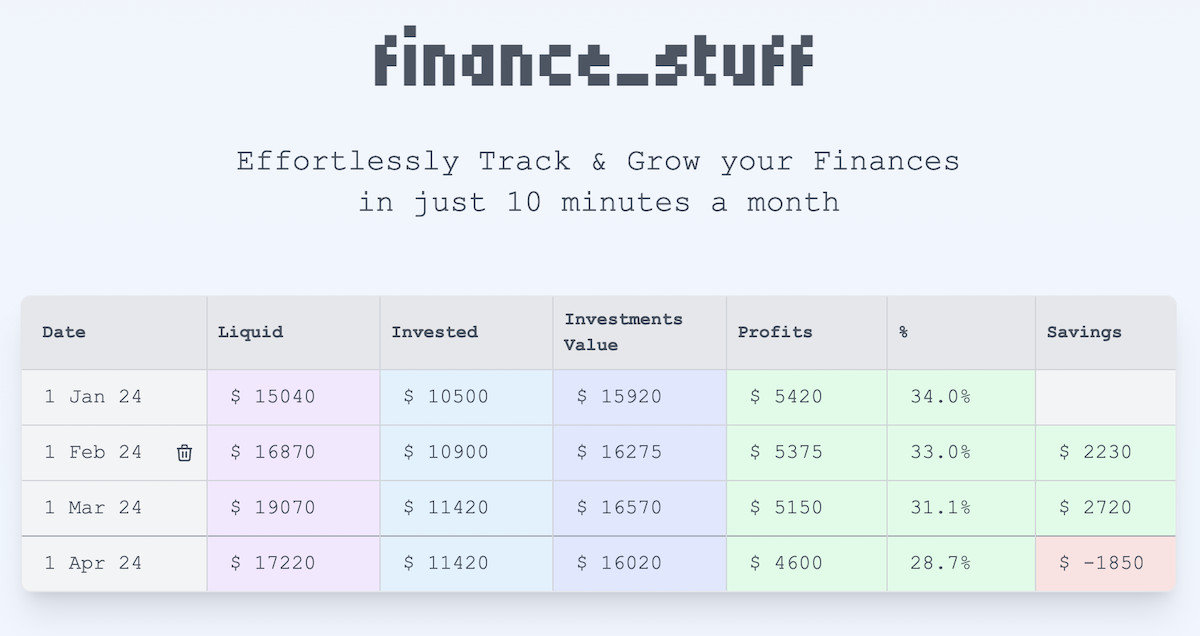 finance_stuff
Effortlessly Track & Grow your Finances
in just 10 minutes a month
Date Liquid Invested Investments Value Profits % Savings
1 Jan 24 $ 15040 $ 10500 $ 15920 $ 5420 34.0%
1 Feb 24 $ 16870 $ 10900 $ 16275 $ 5375 33.0% $ 2230
1 Mar 24 $ 19070 $ 11420 $ 16570 $ 5150 31.1% $ 2720
1 Apr 24 $ 17220 $ 11420 $ 16020 $ 4600 28.7% $ -1850